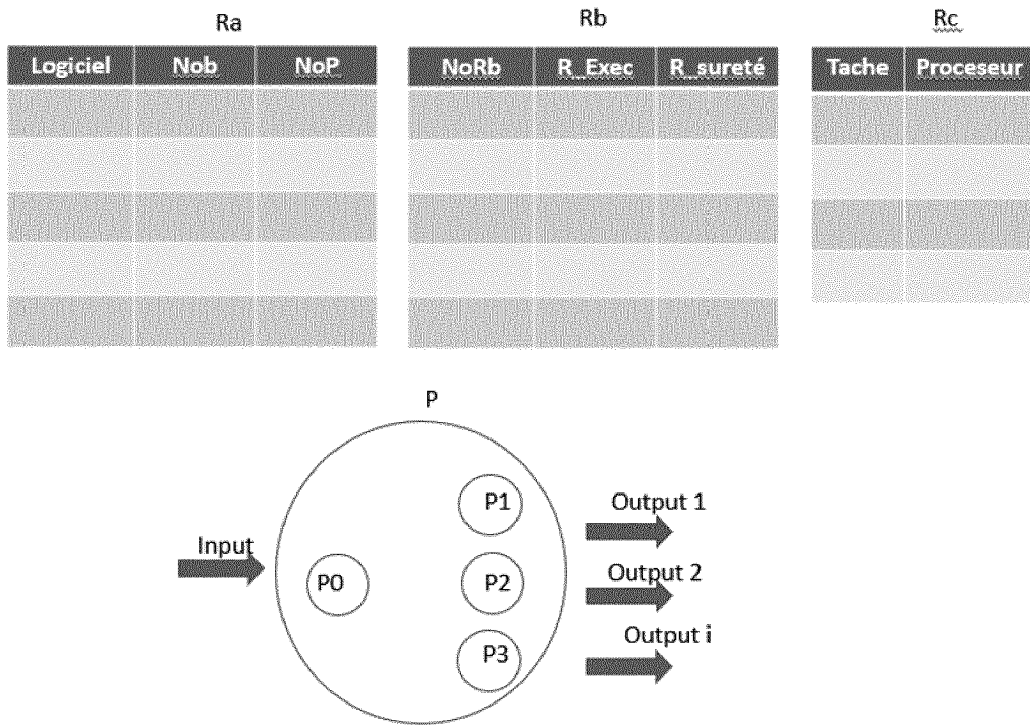 Ra
Rb
Rc
Logiciel Nob NoP
NoRb R_Exec R_sureté
Tache Proceseur
P
Input
P0
P1
P2
P3
Output 1
Output 2
Output i